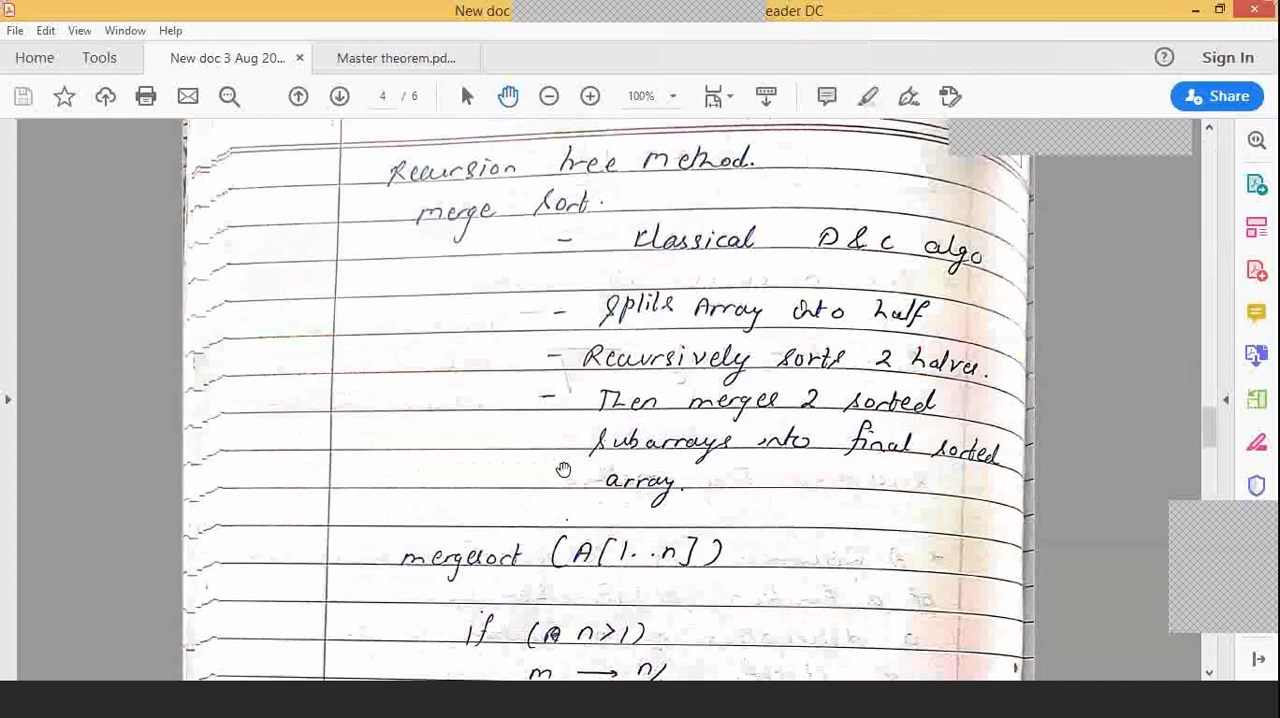 New doc
eader DC
File Edit View Window Help
Home Tools New doc 3 Aug 20... × Master theorem.pd... Sign In
4 / 6 100% Share
Recursion tree method.
merge sort.
- Klassical D & C algo
- Splits Array into half
- Recursively sorts 2 halves.
- Then merges 2 sorted
subarrays into final sorted
array.
mergesort (A[1..n])
if (n>1)
m → n/